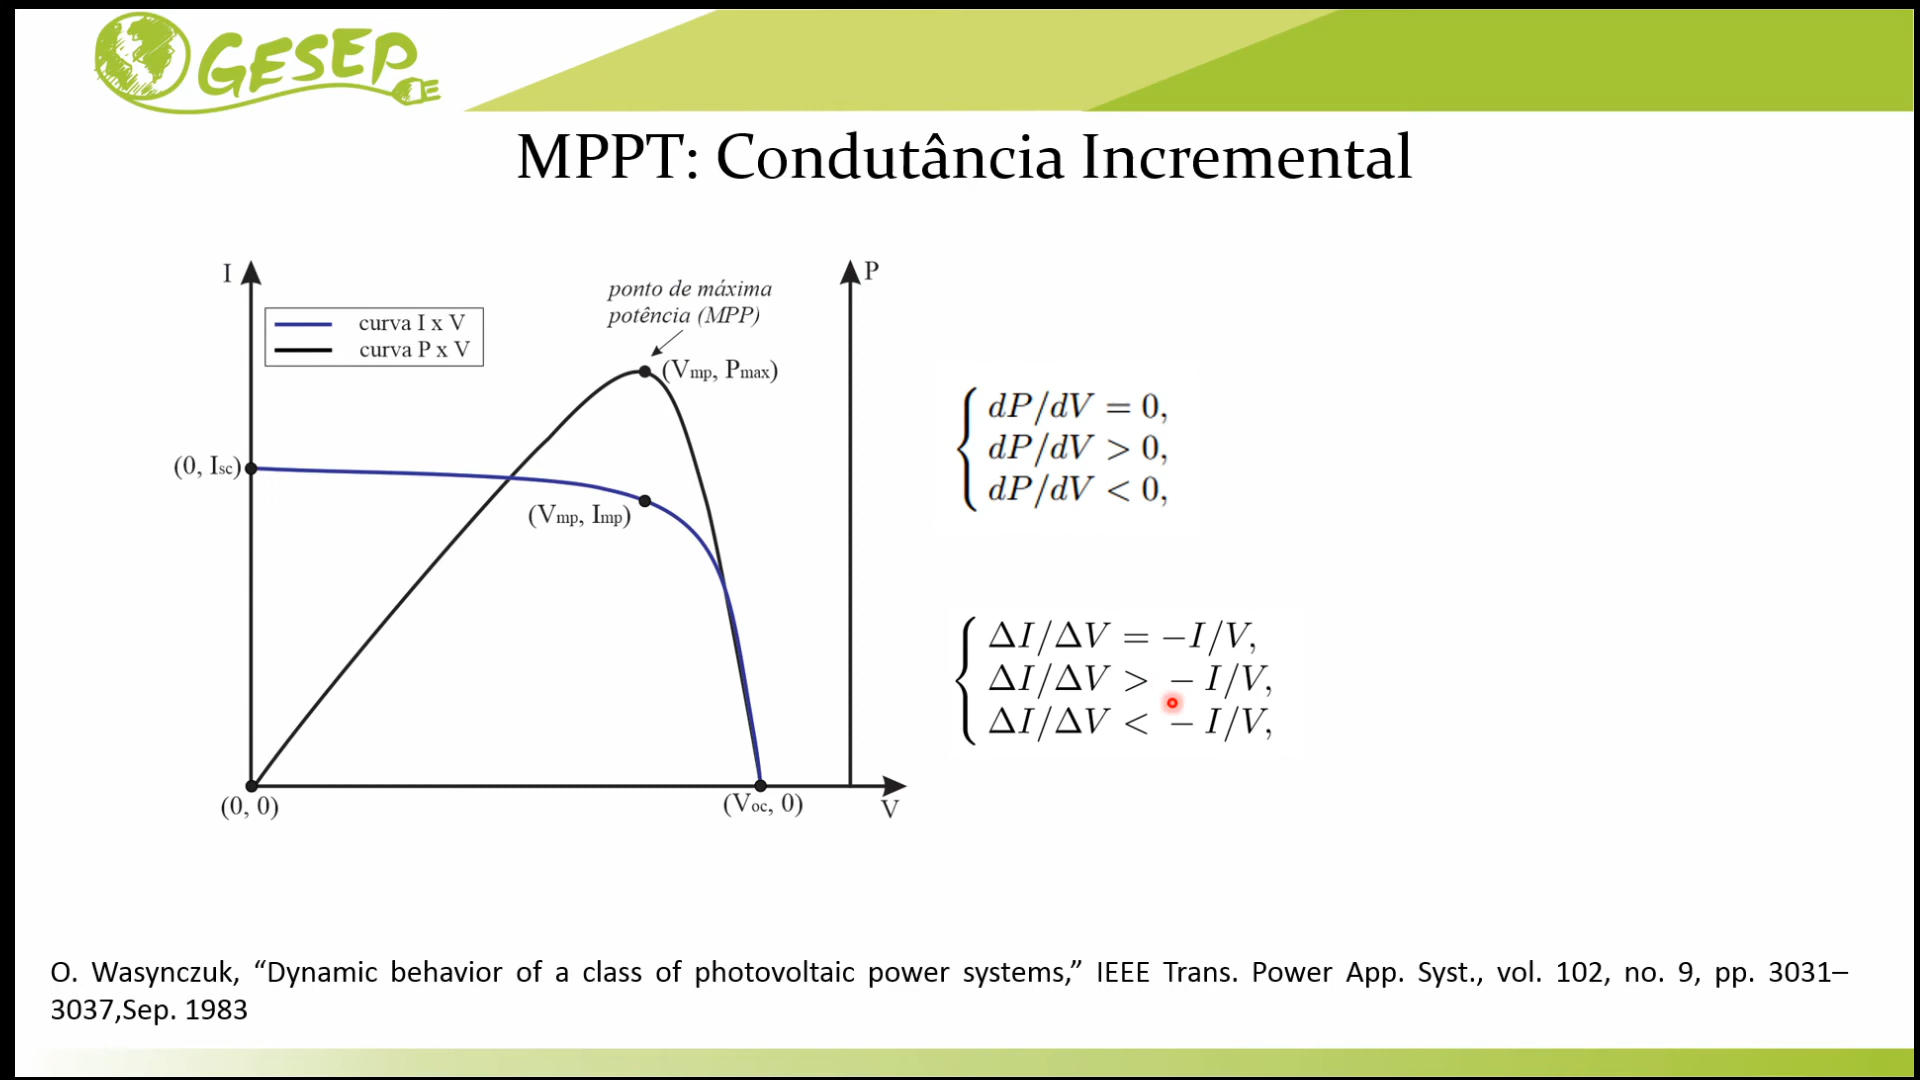 GESEP
MPPT: Condutância Incremental
I
P
curva I x V
curva P x V
ponto de máxima
potência (MPP)
(Vmp, Pmax)
(0, Isc)
(Vmp, Imp)
(0, 0)
(Voc, 0)
V
dP/dV = 0,
dP/dV > 0,
dP/dV < 0,
ΔI/ΔV = −I/V,
ΔI/ΔV > − I/V,
ΔI/ΔV < − I/V,
O. Wasynczuk, “Dynamic behavior of a class of photovoltaic power systems,” IEEE Trans. Power App. Syst., vol. 102, no. 9, pp. 3031–
3037,Sep. 1983